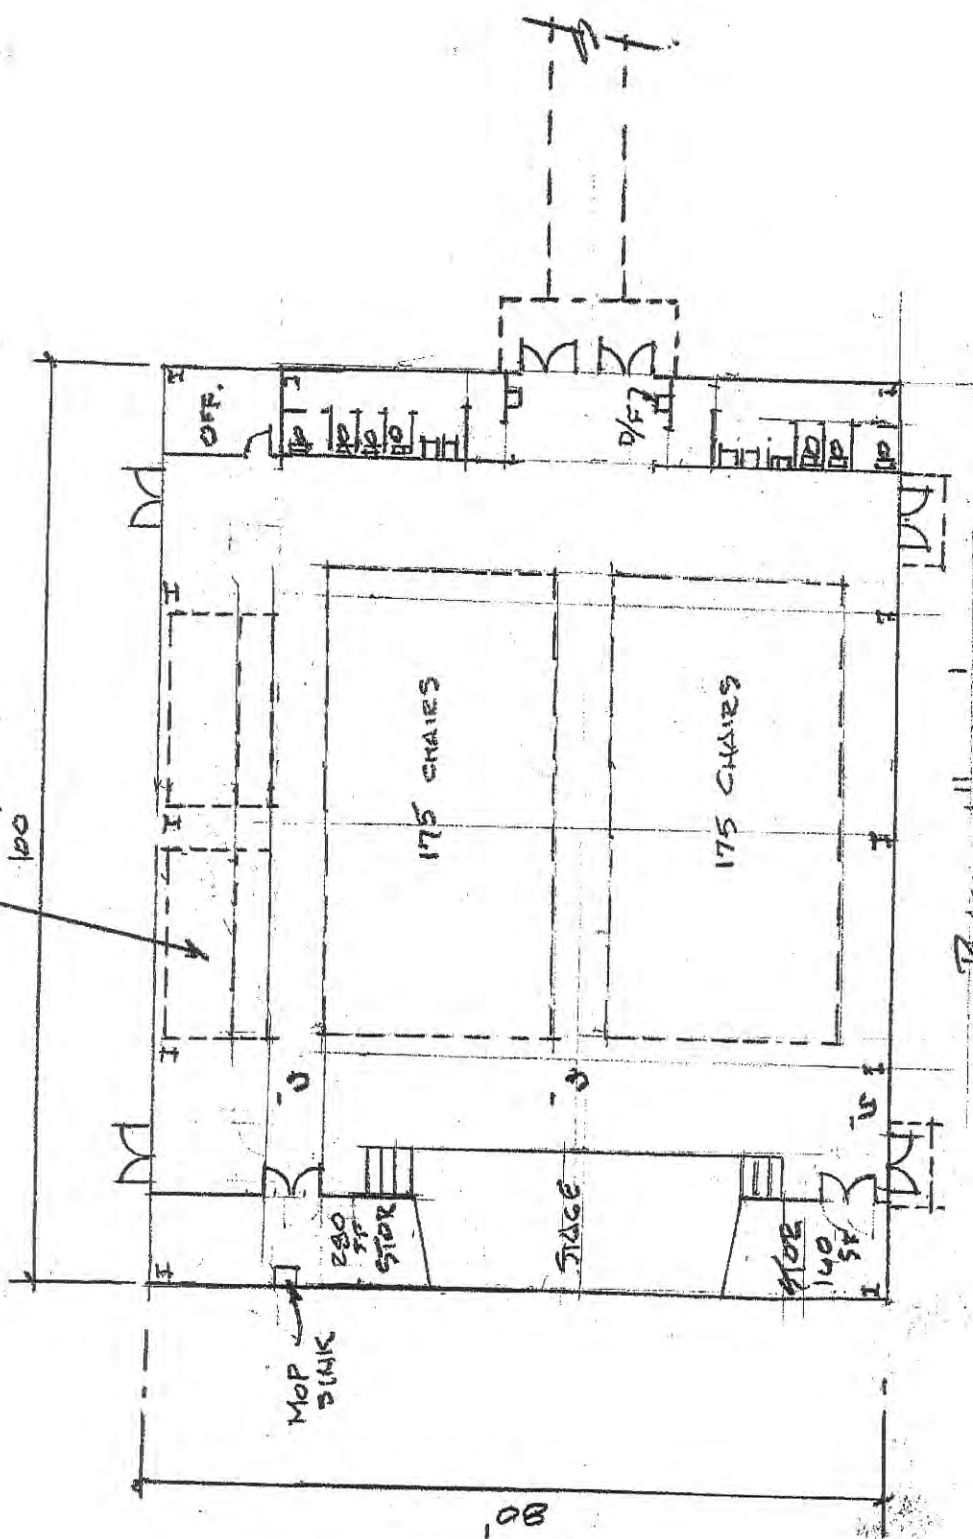 100
OFF.
D/F
175 CHAIRS
175 CHAIRS
280
SF
STOR
STAGE
STOR
140
SF
MOP
SINK
80'